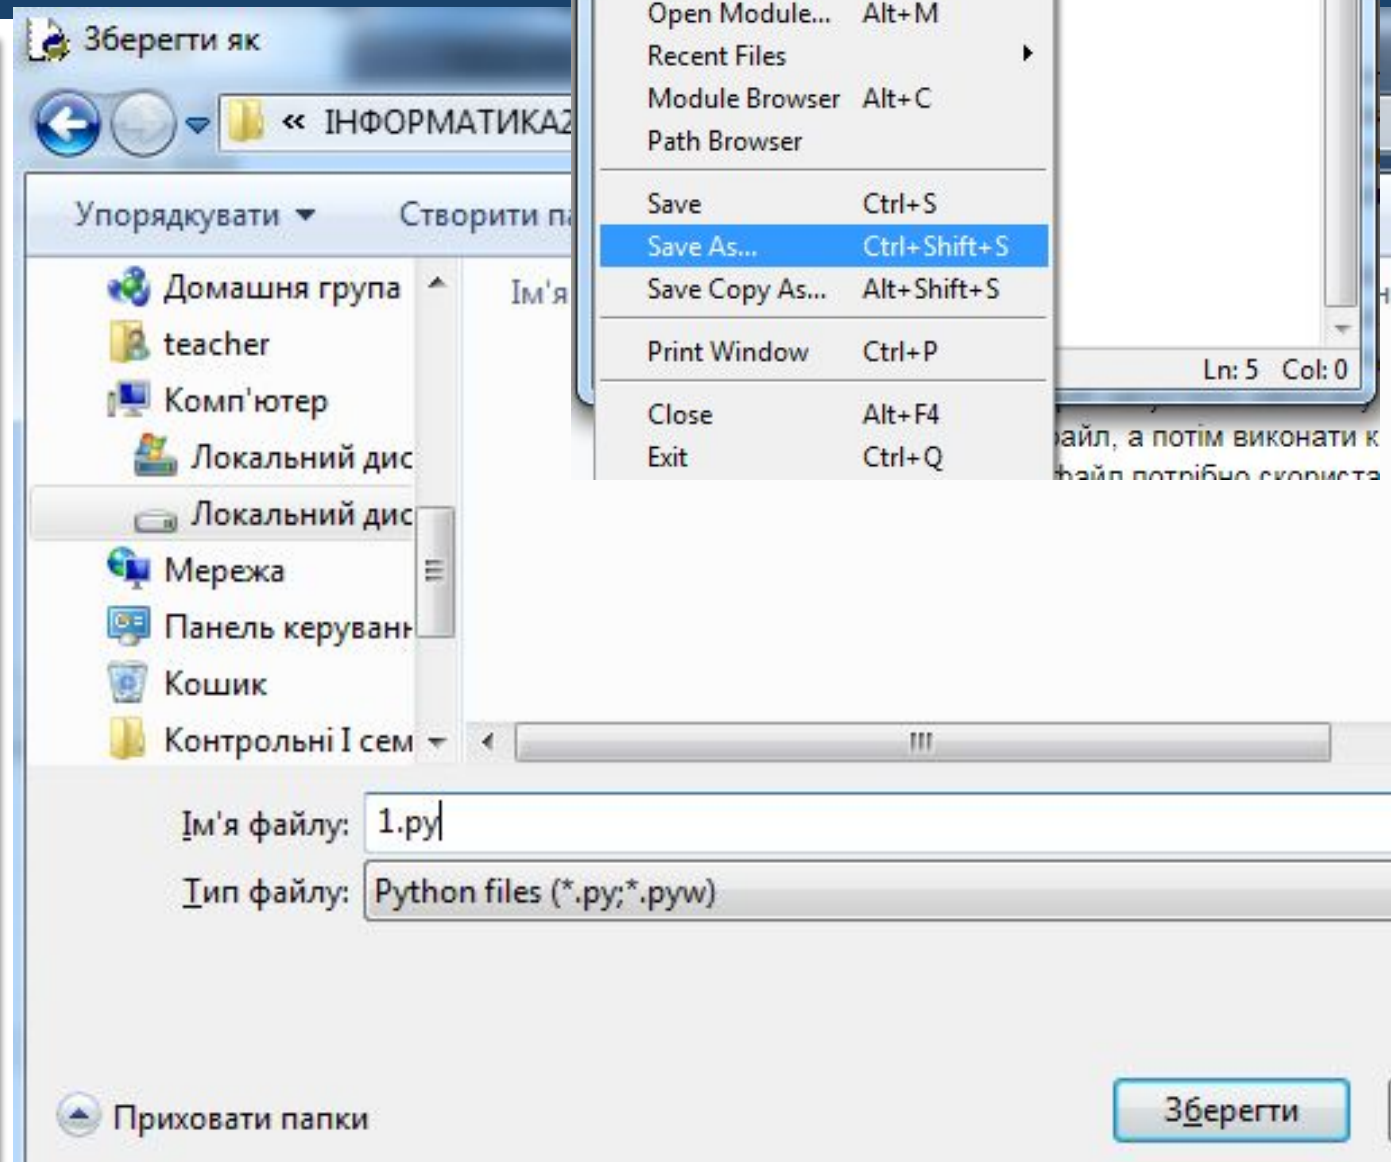 Зберегти як
« ІНФОРМАТИКА2
Упорядкувати
Створити па
Домашня група
teacher
Комп'ютер
Локальний дис
Локальний дис
Мережа
Панель керуванн
Кошик
Контрольні І сем
Ім'я
Open Module... Alt+M
Recent Files
Module Browser Alt+C
Path Browser
Save Ctrl+S
Save As... Ctrl+Shift+S
Save Copy As... Alt+Shift+S
Print Window Ctrl+P
Close Alt+F4
Exit Ctrl+Q
Ln: 5 Col: 0
айл, а потім виконати к
файл потрібно скориста
Ім'я файлу: 1.py
Тип файлу: Python files (*.py;*.pyw)
Приховати папки
Зберегти